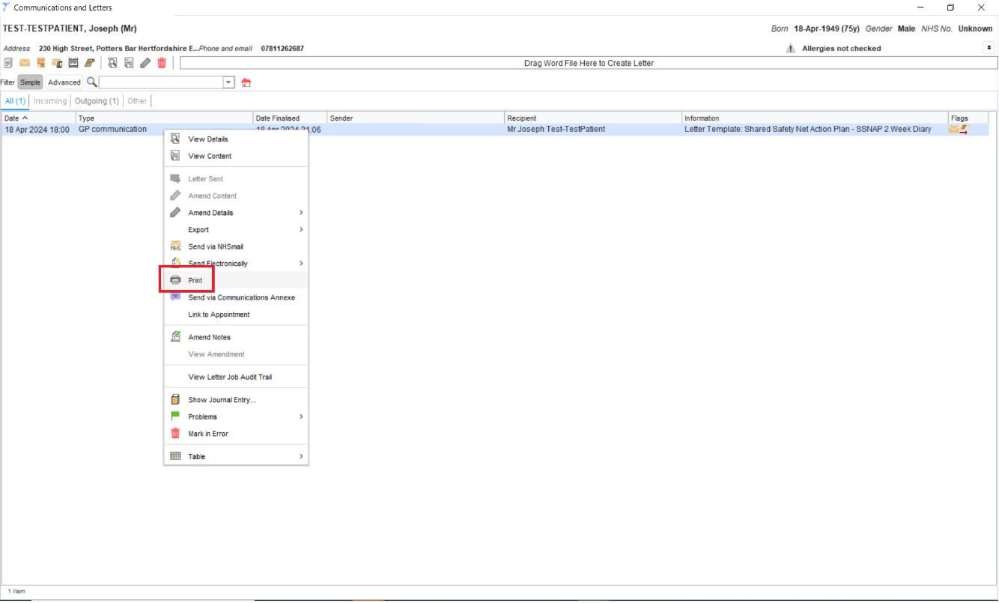 Communications and Letters
TEST-TESTPATIENT, Joseph (Mr)
Born 18-Apr-1949 (75y) Gender Male NHS No. Unknown
Address 230 High Street, Potters Bar Hertfordshire E...Phone and email 07811262687
Allergies not checked
Drag Word File Here to Create Letter
Filter Simple Advanced
All (1) Incoming Outgoing (1) Other
Date Type Date Finalised Sender Recipient Information Flags
18 Apr 2024 18:00 GP communication 18 Apr 2024 21:06 Mr Joseph Test-TestPatient Letter Template: Shared Safety Net Action Plan - SSNAP 2 Week Diary
View Details
View Content
Letter Sent
Amend Content
Amend Details
Export
NHS Send via NHSmail
Send Electronically
Print
Send via Communications Annexe
Link to Appointment
Amend Notes
View Amendment
View Letter Job Audit Trail
Show Journal Entry...
Problems
Mark in Error
Table
1 Item